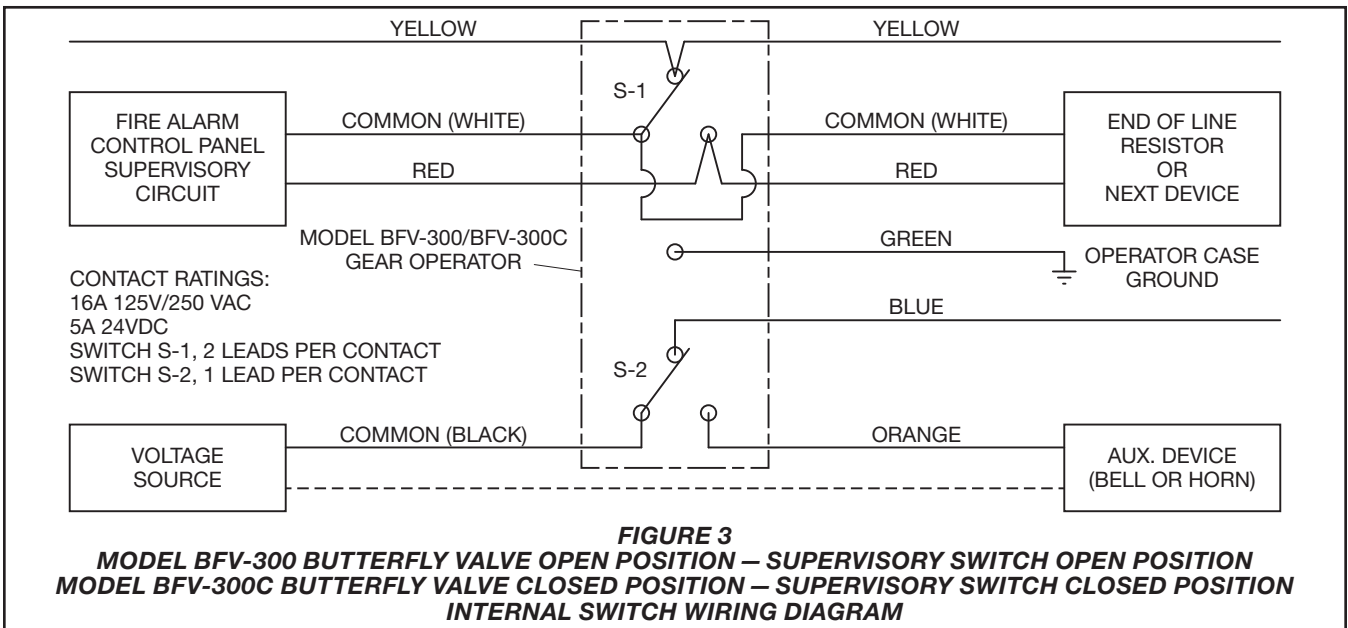 YELLOW
YELLOW
S-1
FIRE ALARM
CONTROL PANEL
SUPERVISORY
CIRCUIT
COMMON (WHITE)
RED
COMMON (WHITE)
RED
END OF LINE
RESISTOR
OR
NEXT DEVICE
MODEL BFV-300/BFV-300C
GEAR OPERATOR
GREEN
OPERATOR CASE
GROUND
CONTACT RATINGS:
16A 125V/250 VAC
5A 24VDC
SWITCH S-1, 2 LEADS PER CONTACT
SWITCH S-2, 1 LEAD PER CONTACT
BLUE
S-2
VOLTAGE
SOURCE
COMMON (BLACK)
ORANGE
AUX. DEVICE
(BELL OR HORN)
FIGURE 3
MODEL BFV-300 BUTTERFLY VALVE OPEN POSITION — SUPERVISORY SWITCH OPEN POSITION
MODEL BFV-300C BUTTERFLY VALVE CLOSED POSITION — SUPERVISORY SWITCH CLOSED POSITION
INTERNAL SWITCH WIRING DIAGRAM